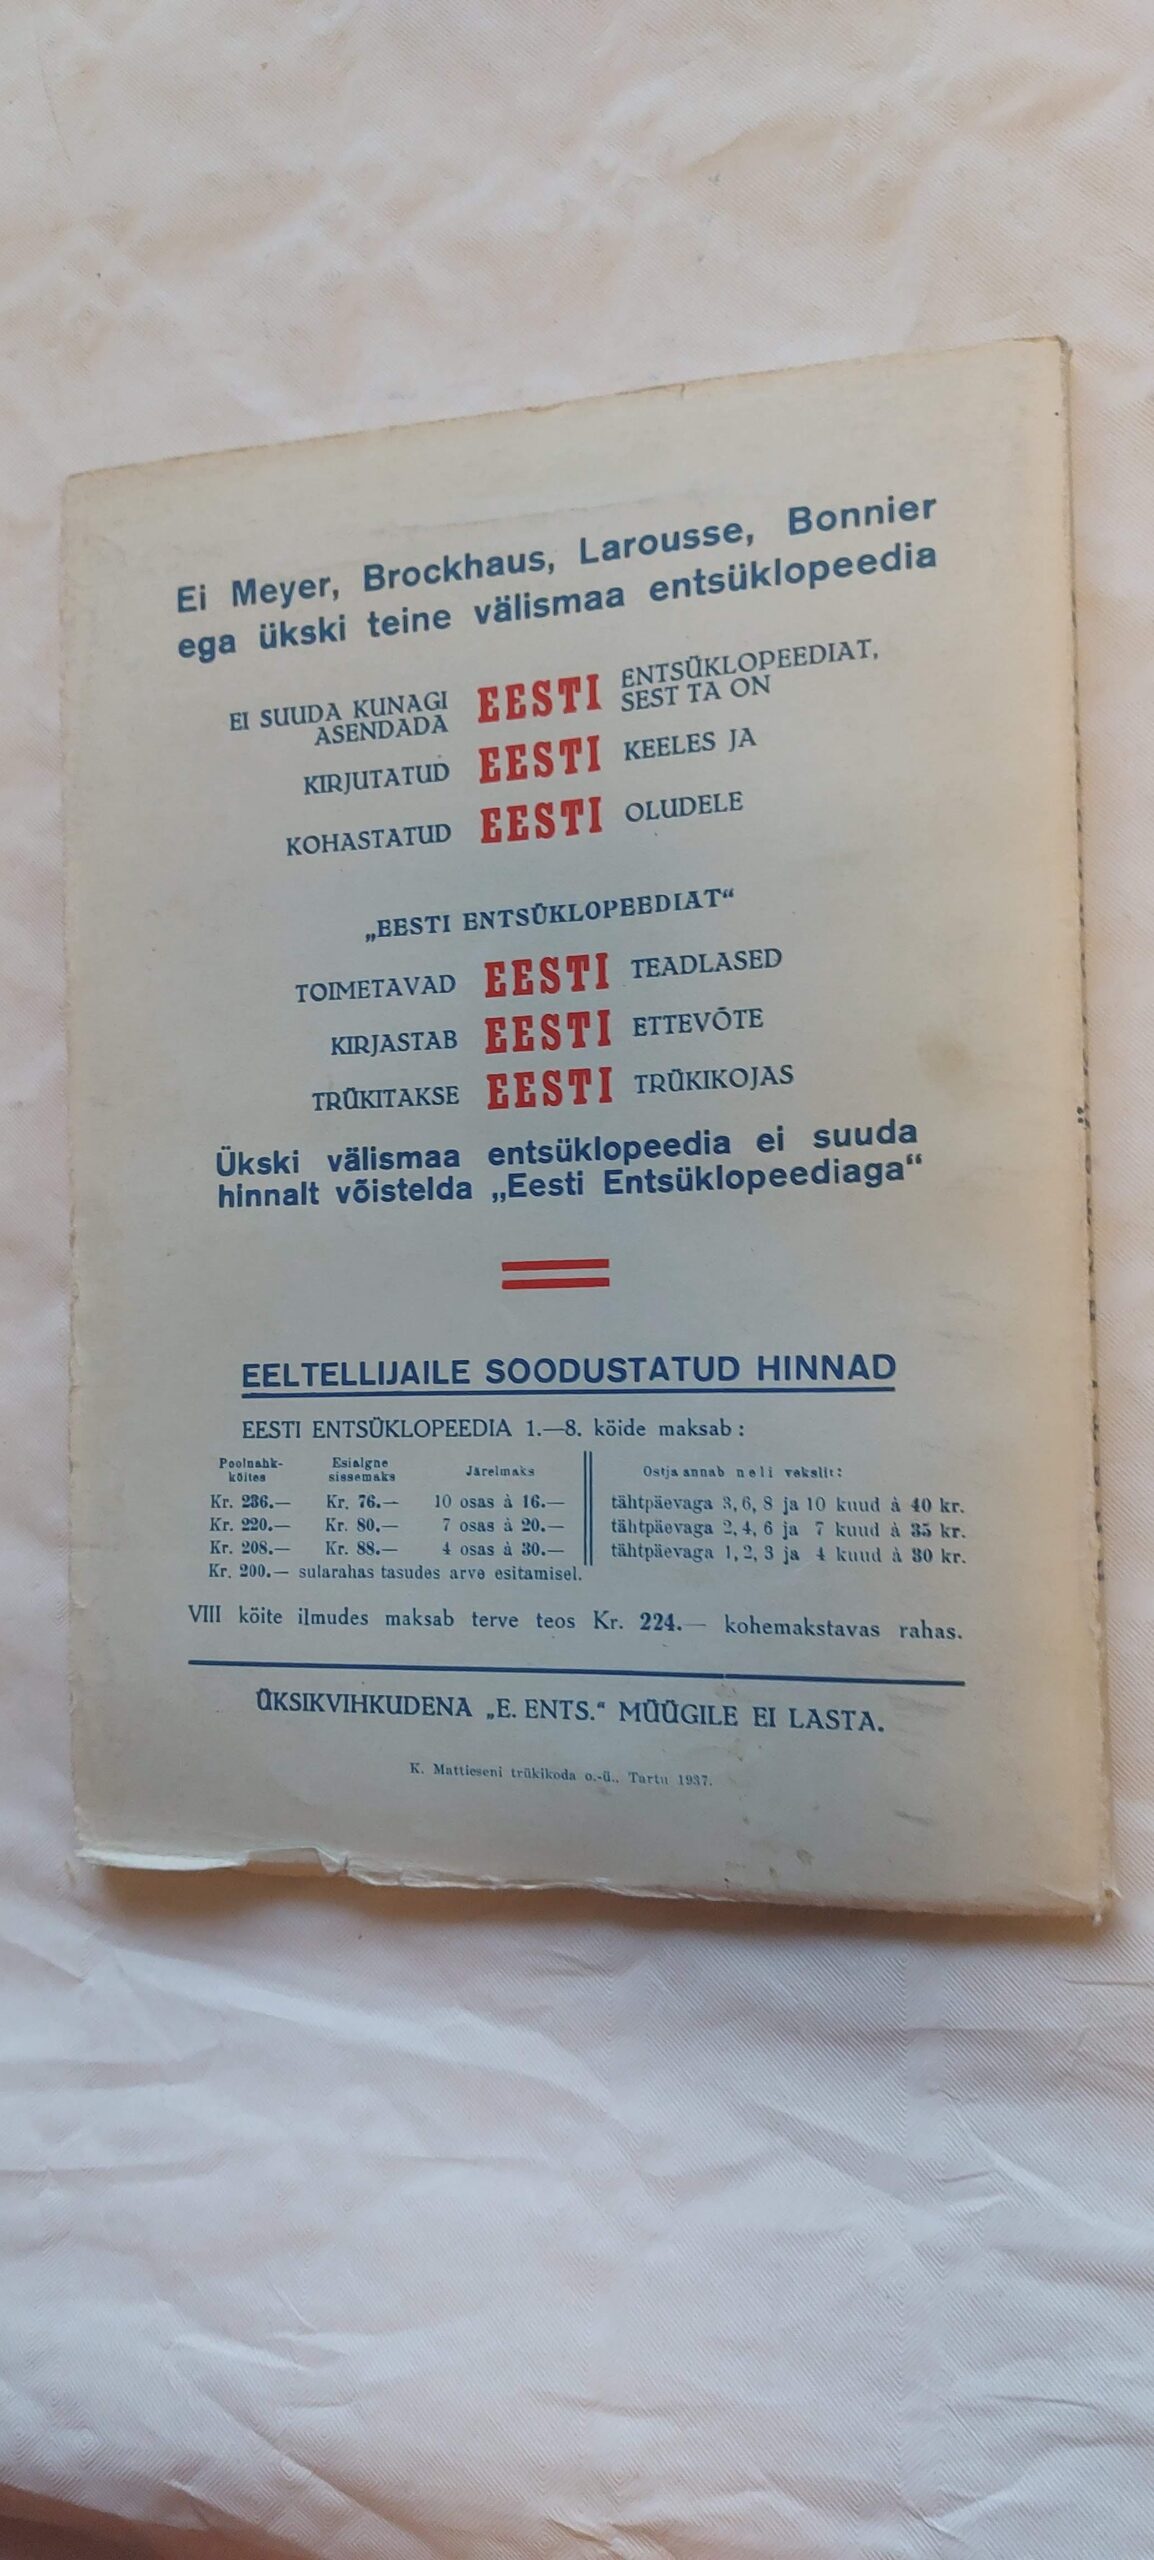 Ei Meyer, Brockhaus, Larousse, Bonnier
ega ükski teine välismaa entsüklopeedia
EI SUUDA KUNAGI ASENDADA EESTI ENTSÜKLOPEEDIAT, SEST TA ON
KIRJUTATUD EESTI KEELES JA
KOHASTATUD EESTI OLUDELE
„EESTI ENTSÜKLOPEEDIAT“
TOIMETAVAD EESTI TEADLASED
KIRJASTAB EESTI ETTEVÕTE
TRÜKITAKSE EESTI TRÜKIKOJAS
Ükski välismaa entsüklopeedia ei suuda
hinnalt võistelda „Eesti Entsüklopeediaga“
EELTELLIJAILE SOODUSTATUD HINNAD
EESTI ENTSÜKLOPEEDIA 1.—8. köide maksab:
Poolnahk-köites Esialgne sissemaks Järelmaks Ostja annab neli vekslit:
Kr. 236.— Kr. 76.— 10 osas à 16.— tähtpäevaga 3, 6, 8 ja 10 kuud à 40 kr.
Kr. 220.— Kr. 80.— 7 osas à 20.— tähtpäevaga 2, 4, 6 ja 7 kuud à 35 kr.
Kr. 208.— Kr. 88.— 4 osas à 30.— tähtpäevaga 1, 2, 3 ja 4 kuud à 30 kr.
Kr. 200.— sularahas tasudes arve esitamisel.
VIII köite ilmudes maksab terve teos Kr. 224.— kohemakstavas rahas.
ÜKSIKVIHKUDENA „E. ENTS.“ MÜÜGILE EI LASTA.
K. Mattieseni trükikoda o.-ü., Tartu 1937.